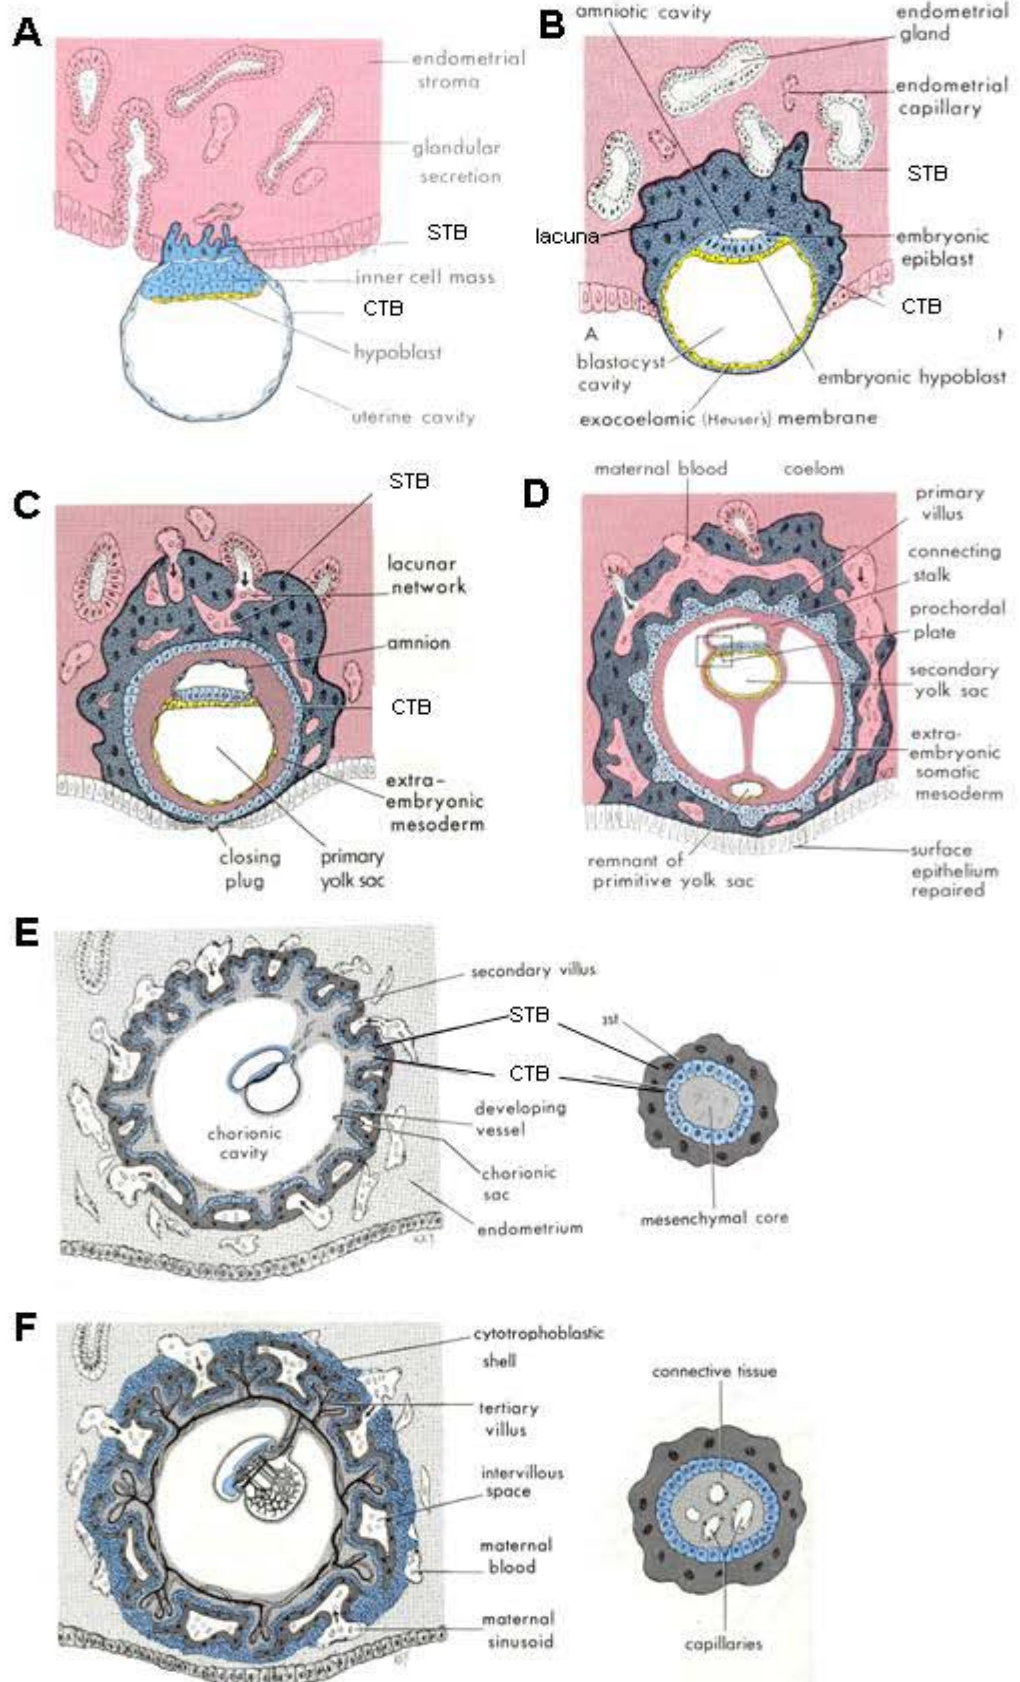 A
endometrial
stroma
glandular
secretion
STB
inner cell mass
CTB
hypoblast
uterine cavity
B
amniotic cavity
endometrial
gland
endometrial
capillary
STB
lacuna
embryonic
epiblast
CTB
A
blastocyst
cavity
embryonic hypoblast
exocoelomic (Heuser's) membrane
C
STB
lacunar
network
amnion
CTB
extra-
embryonic
mesoderm
closing
plug
primary
yolk sac
D
maternal blood
coelom
primary
villus
connecting
stalk
prochordal
plate
secondary
yolk sac
extra-
embryonic
somatic
mesoderm
remnant of
primitive yolk sac
surface
epithelium
repaired
E
secondary villus
STB
CTB
developing
vessel
chorionic
cavity
chorionic
sac
endometrium
mesenchymal core
F
cytotrophoblastic
shell
tertiary
villus
intervillous
space
maternal
blood
maternal
sinusoid
connective tissue
capillaries